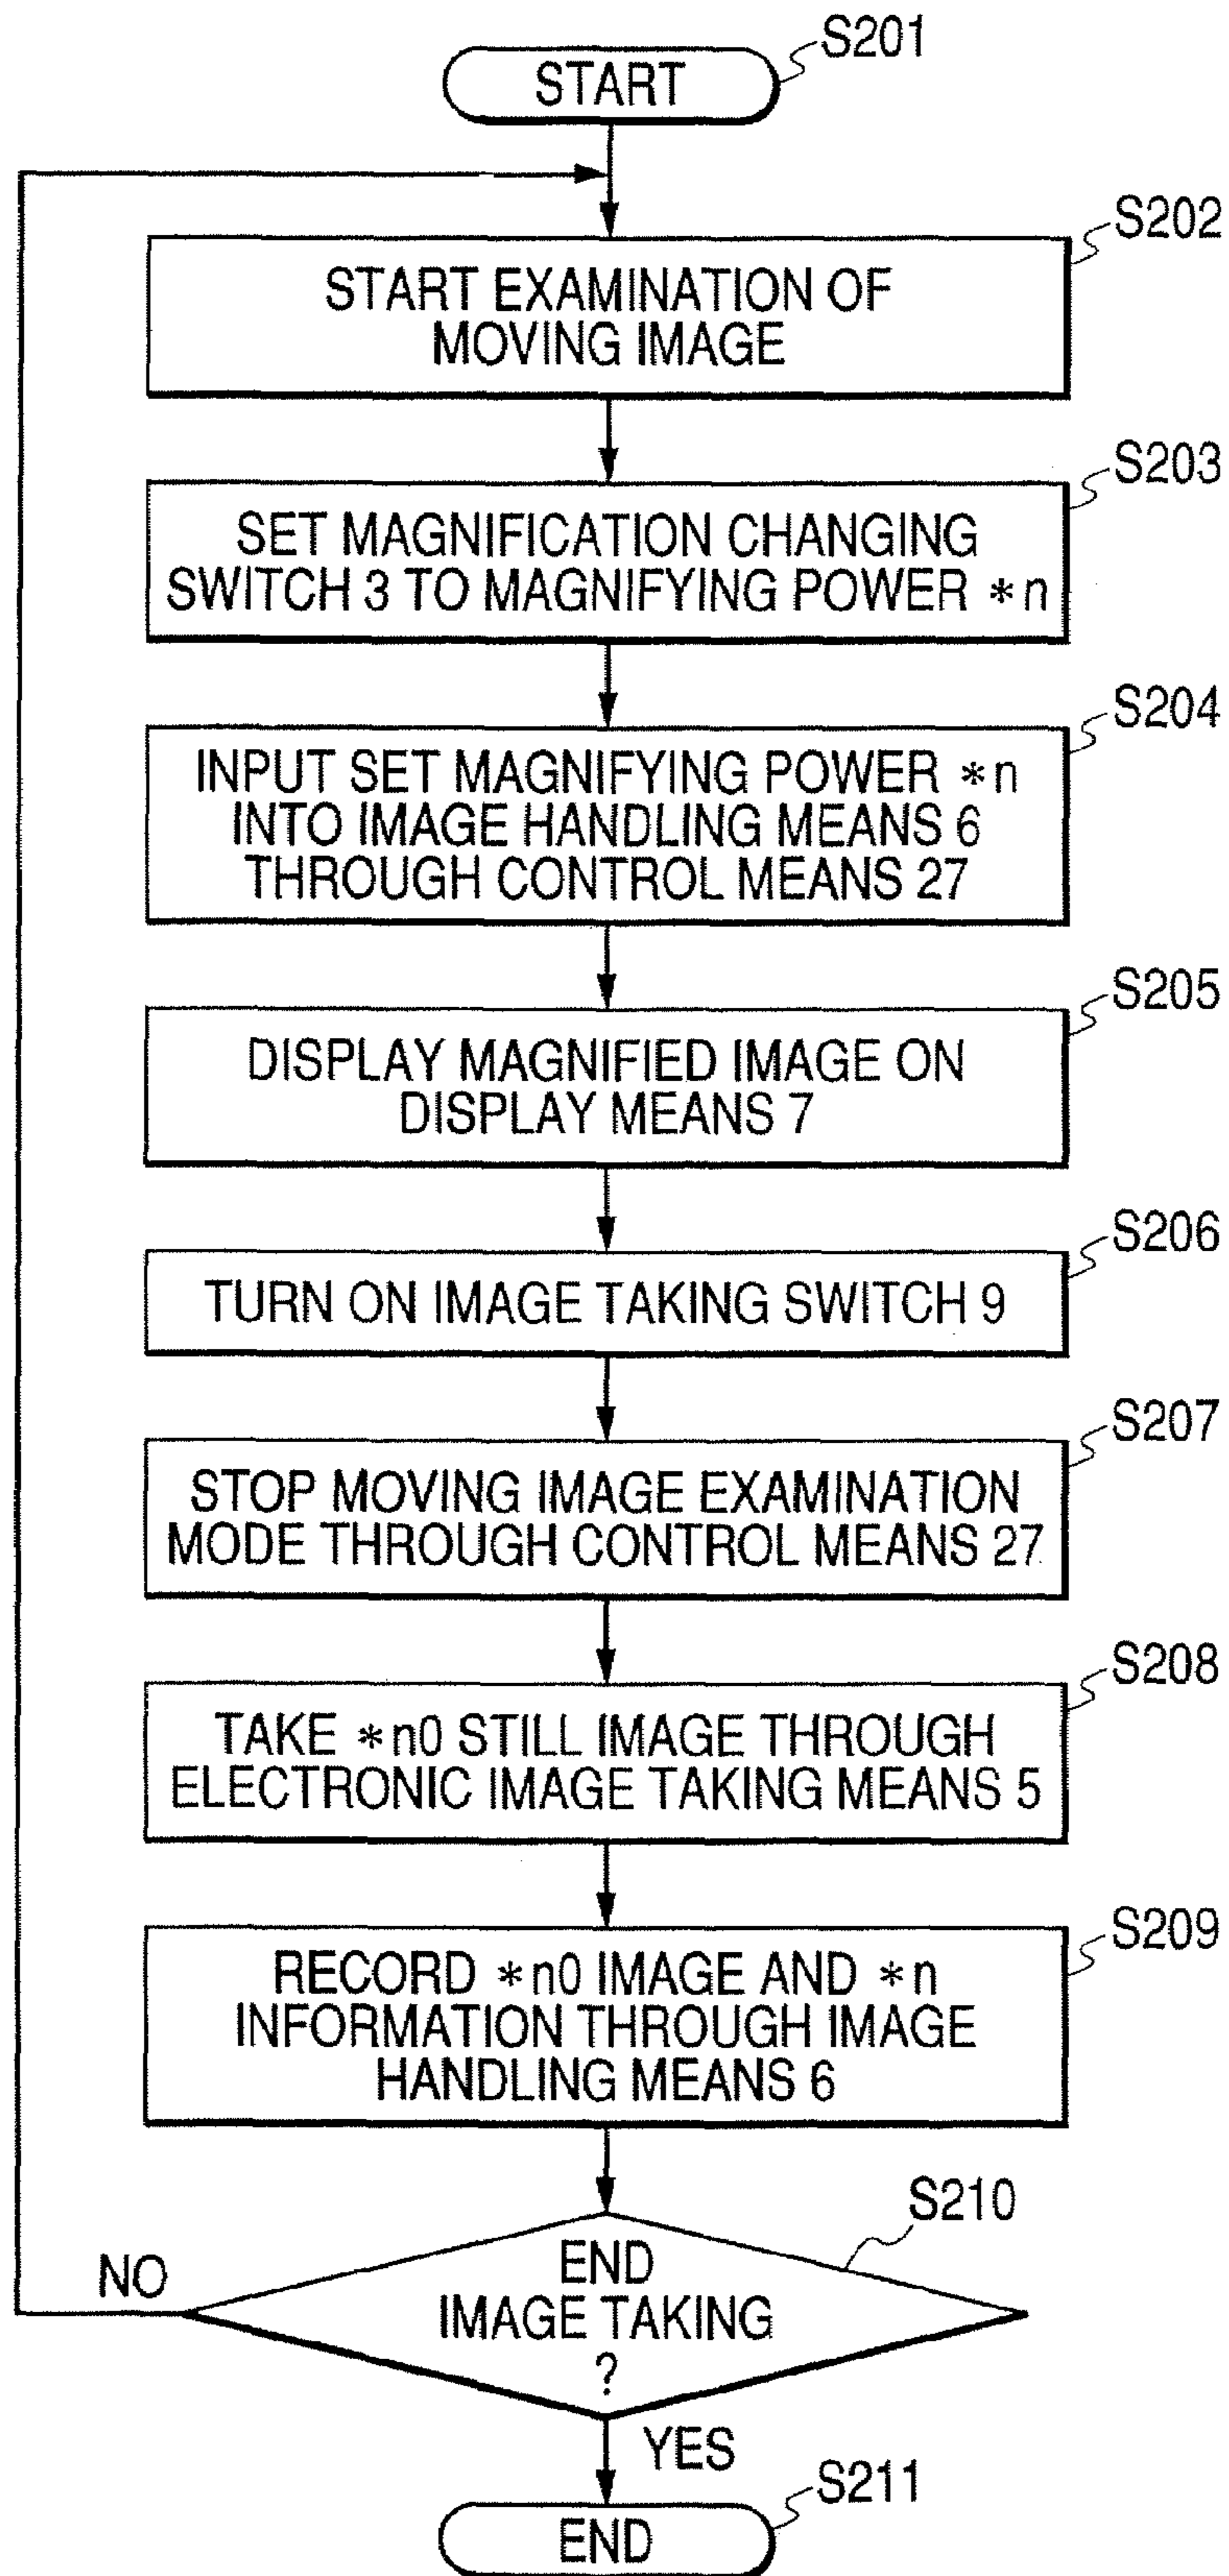 S201
START
S202
START EXAMINATION OF
MOVING IMAGE
S203
SET MAGNIFICATION CHANGING
SWITCH 3 TO MAGNIFYING POWER *n
S204
INPUT SET MAGNIFYING POWER *n
INTO IMAGE HANDLING MEANS 6
THROUGH CONTROL MEANS 27
S205
DISPLAY MAGNIFIED IMAGE ON
DISPLAY MEANS 7
S206
TURN ON IMAGE TAKING SWITCH 9
S207
STOP MOVING IMAGE EXAMINATION
MODE THROUGH CONTROL MEANS 27
S208
TAKE *n0 STILL IMAGE THROUGH
ELECTRONIC IMAGE TAKING MEANS 5
S209
RECORD *n0 IMAGE AND *n
INFORMATION THROUGH IMAGE
HANDLING MEANS 6
S210
END
IMAGE TAKING
?
NO
YES
S211
END